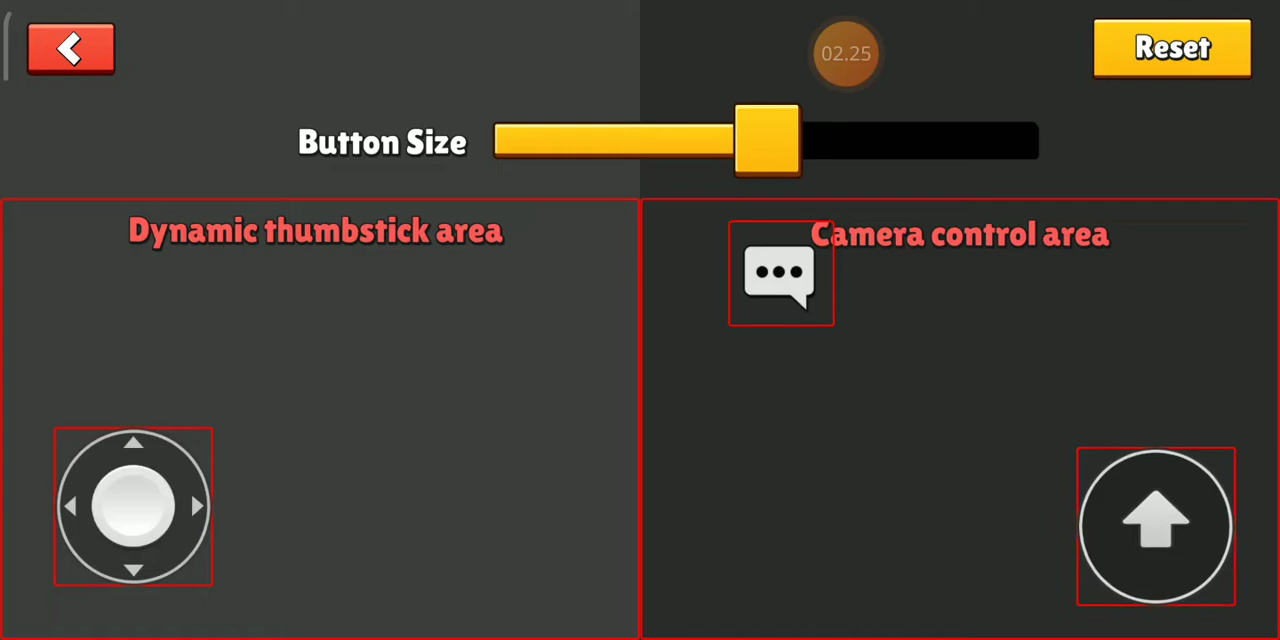 02.25
Reset
Button Size
Dynamic thumbstick area
Camera control area